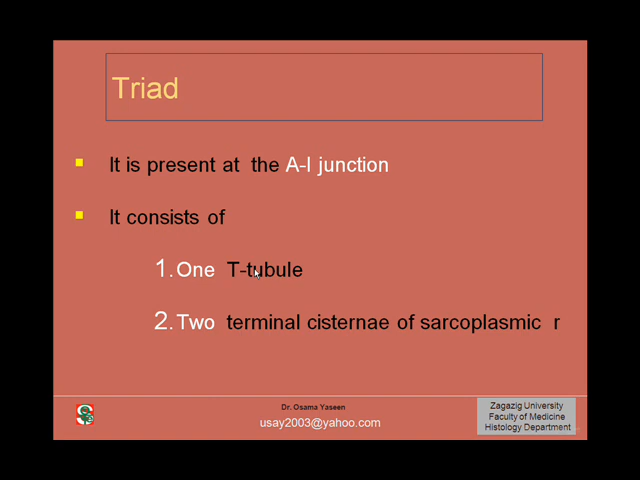 Triad
It is present at the A-I junction
It consists of
1. One T-tubule
2. Two terminal cisternae of sarcoplasmic r
Dr. Osama Yaseen
usay2003@yahoo.com
Zagazig University
Faculty of Medicine
Histology Department